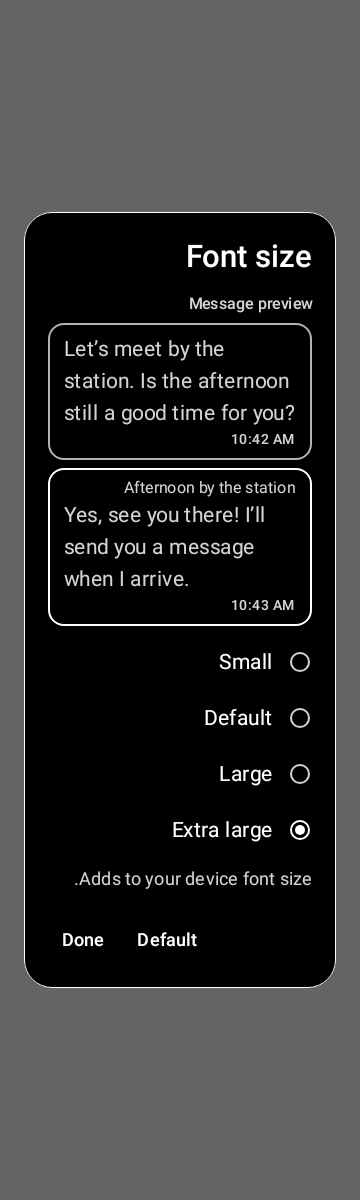 Font size
Message preview
Let’s meet by the
station. Is the afternoon
still a good time for you?
10:42 AM
Afternoon by the station
Yes, see you there! I’ll
send you a message
when I arrive.
10:43 AM
Small
Default
Large
Extra large
.Adds to your device font size
Done
Default